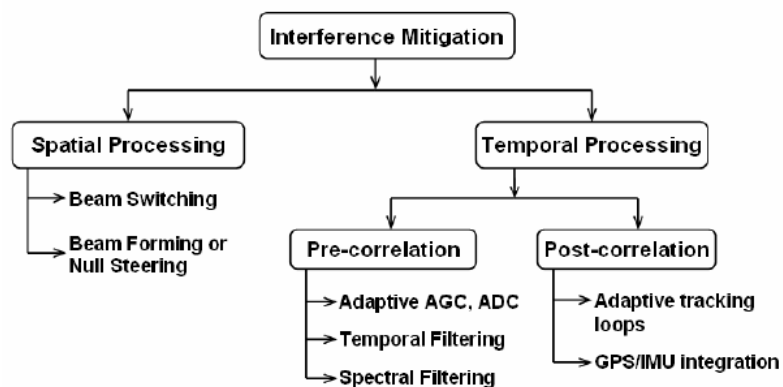 Interference Mitigation
Spatial Processing
Beam Switching
Beam Forming or
Null Steering
Temporal Processing
Pre-correlation
Adaptive AGC, ADC
Temporal Filtering
Spectral Filtering
Post-correlation
Adaptive tracking
loops
GPS/IMU integration